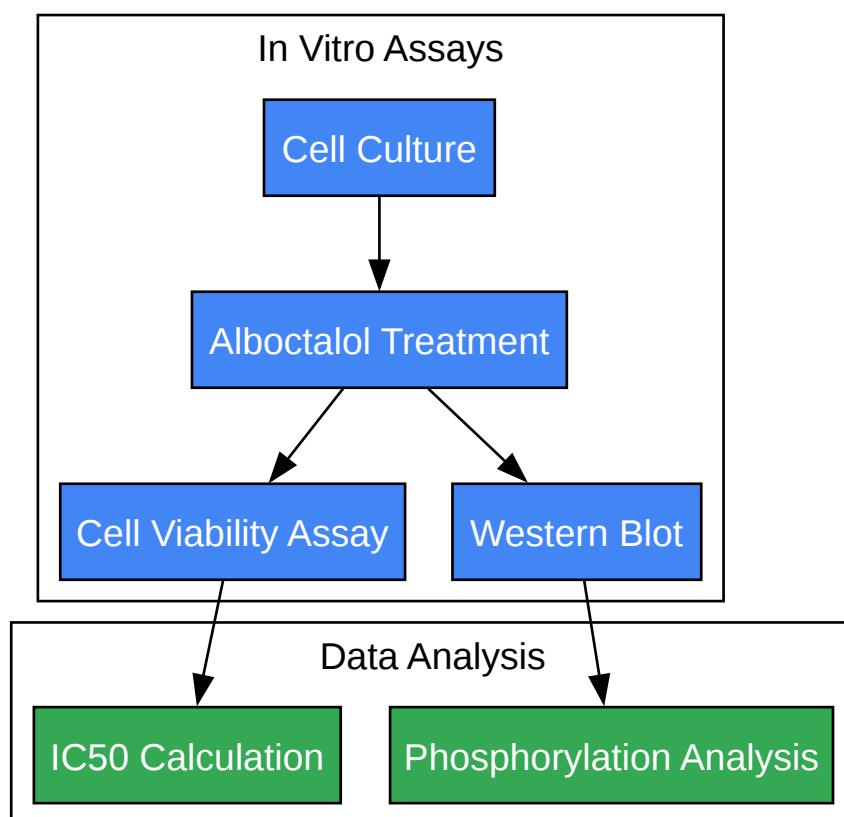 In Vitro Assays
Cell Culture
Alboctalol Treatment
Cell Viability Assay
Western Blot
Data Analysis
IC50 Calculation
Phosphorylation Analysis